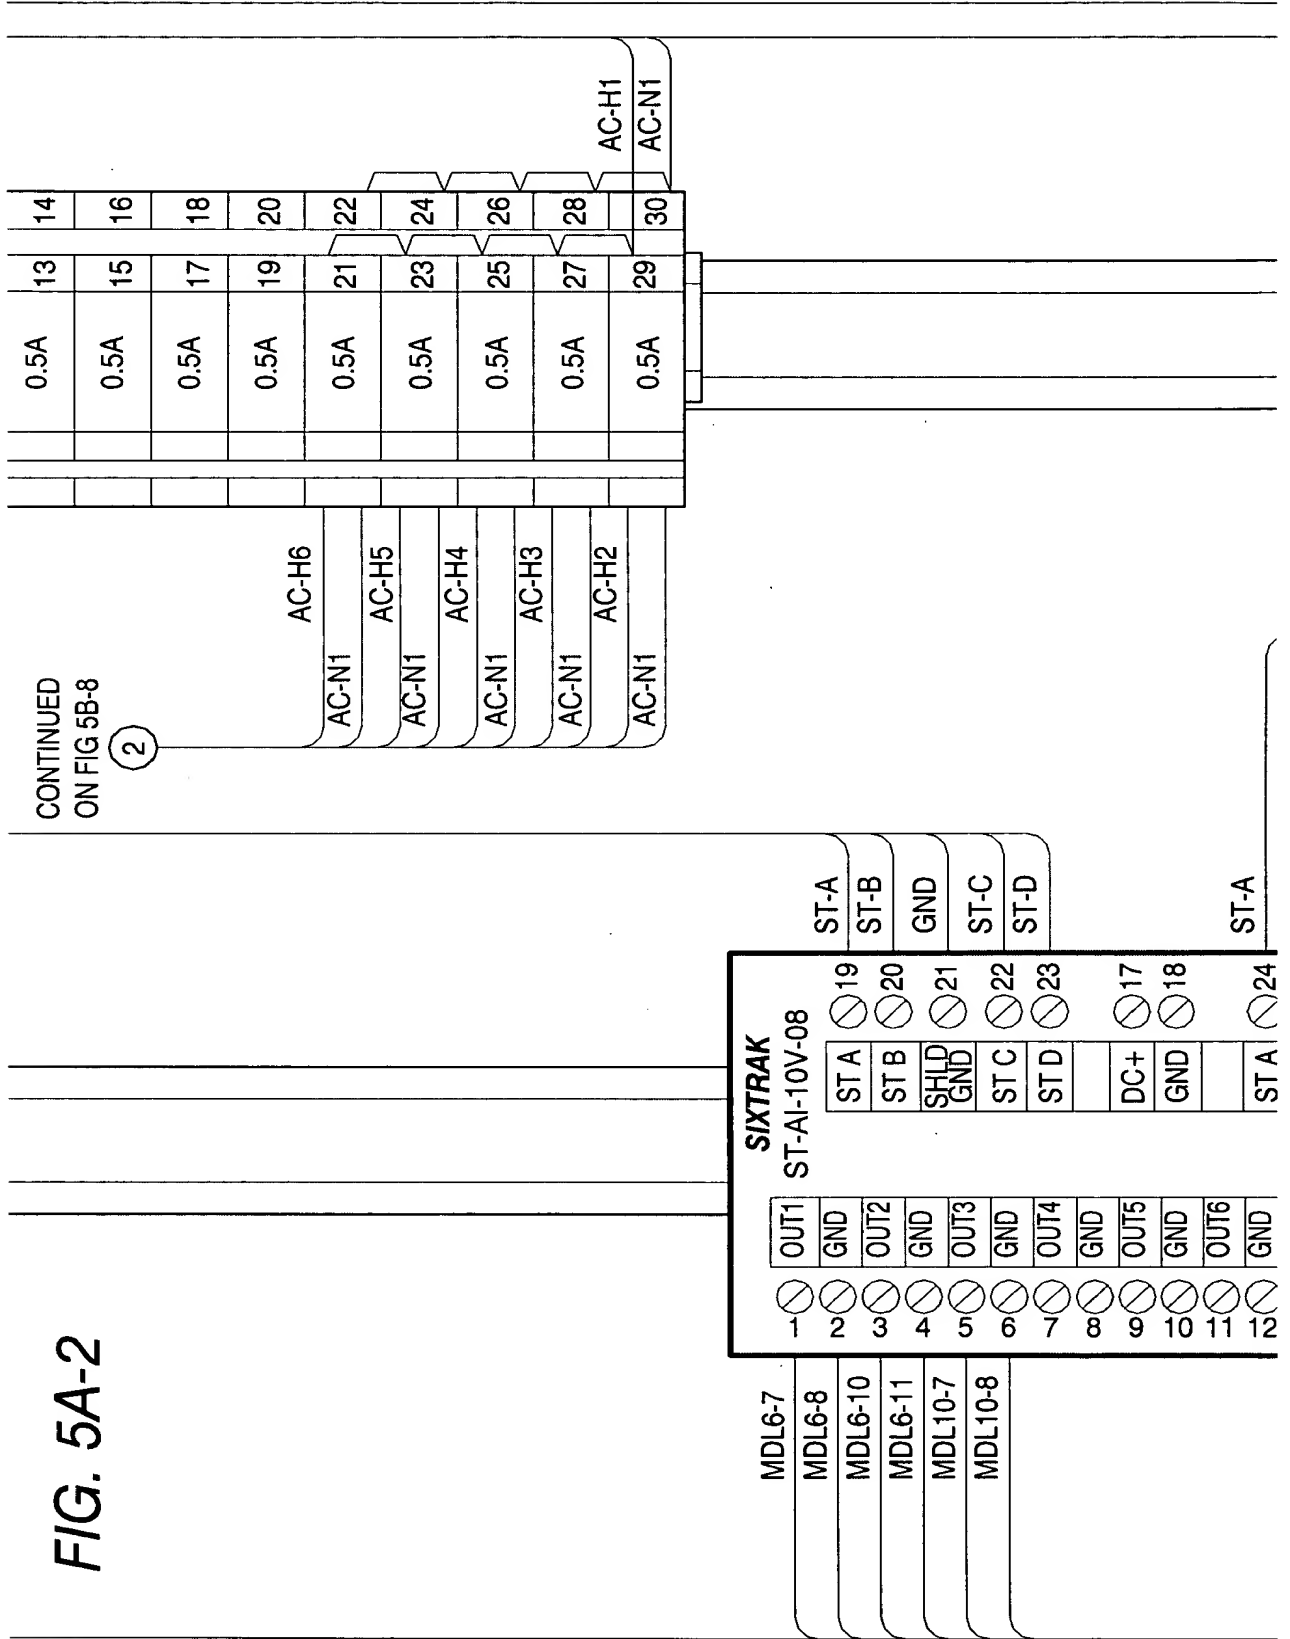 FIG. 5A-2
CONTINUED
ON FIG 5B-8
2
AC-H1
AC-N1
14
16
18
20
22
24
26
28
30
13
15
17
19
21
23
25
27
29
0.5A
0.5A
0.5A
0.5A
0.5A
0.5A
0.5A
0.5A
0.5A
AC-H6
AC-N1
AC-H5
AC-N1
AC-H4
AC-N1
AC-H3
AC-N1
AC-H2
AC-N1
ST-A
ST-B
GND
ST-C
ST-D
ST-A
SIXTRAK
ST-AI-10V-08
19
20
21
22
23
17
18
24
ST A
ST B
SHLD
GND
ST C
ST D
DC+
GND
ST A
OUT1
GND
OUT2
GND
OUT3
GND
OUT4
GND
OUT5
GND
OUT6
GND
1
2
3
4
5
6
7
8
9
10
11
12
MDL6-7
MDL6-8
MDL6-10
MDL6-11
MDL10-7
MDL10-8